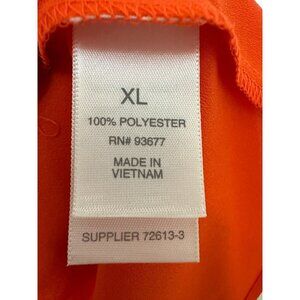 XL
100% POLYESTER
RN# 93677
MADE IN
VIETNAM
SUPPLIER 72613-3